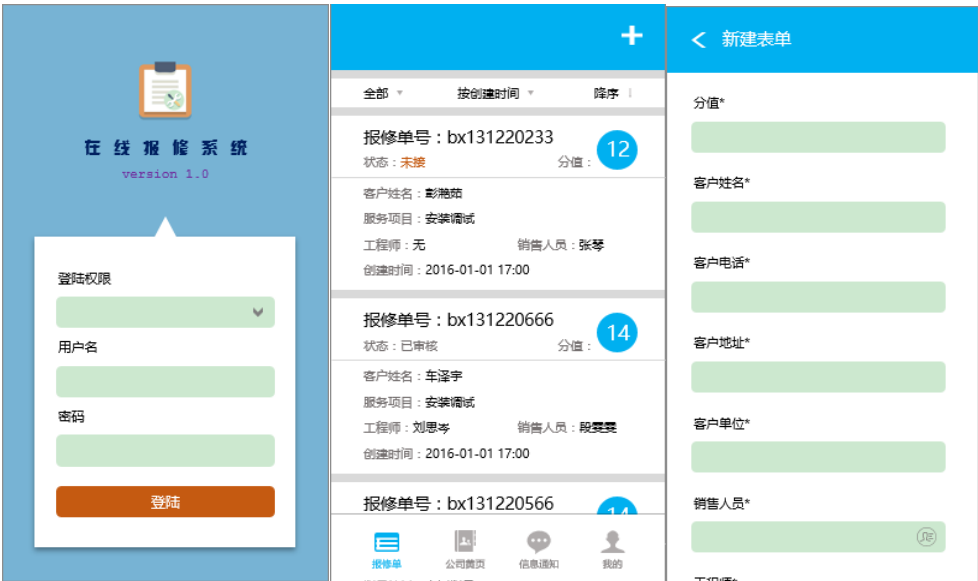 在线报修系统
version 1.0
登陆权限
用户名
密码
登陆
全部
按创建时间
降序
报修单号：bx131220233
12
状态：未接
分值：
客户姓名：彭滟茹
服务项目：安装调试
工程师：无
销售人员：张琴
创建时间：2016-01-01 17:00
报修单号：bx131220666
14
状态：已审核
分值：
客户姓名：车泽宇
服务项目：安装调试
工程师：刘思岑
销售人员：段雯雯
创建时间：2016-01-01 17:00
报修单号：bx131220566
14
报修单
公司黄页
信息通知
我的
新建表单
分值*
客户姓名*
客户电话*
客户地址*
客户单位*
销售人员*
工程师*